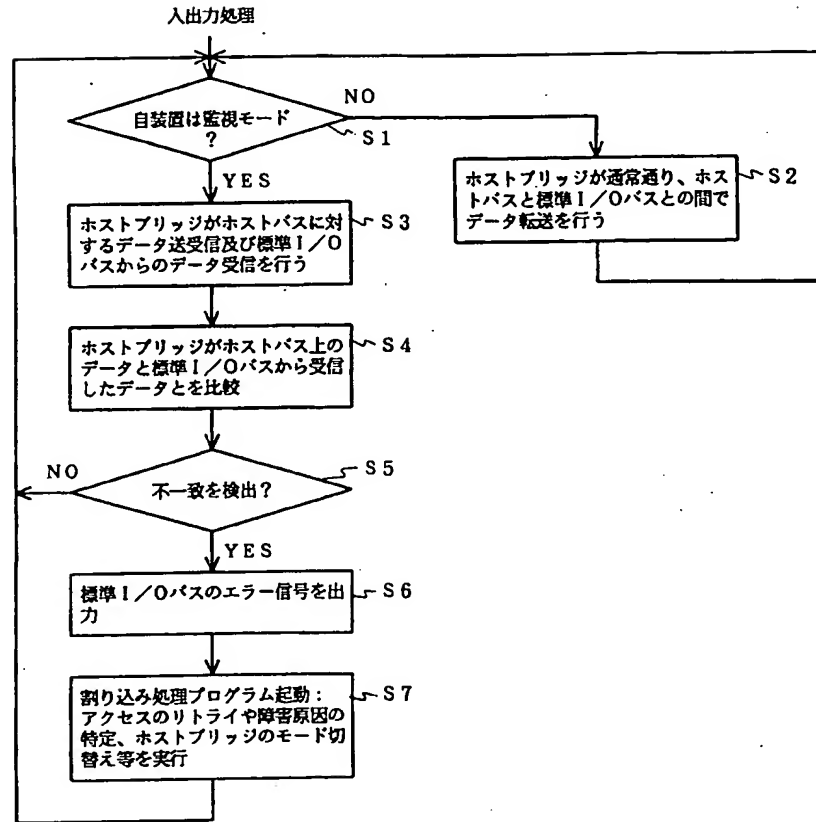 入出力処理
自装置は監視モード
?
NO
S1
YES
ホストブリッジが通常通り、ホス
トバスと標準I/Oバスとの間で
データ転送を行う
S2
ホストブリッジがホストバスに対
するデータ送受信及び標準I/O
バスからのデータ受信を行う
S3
ホストブリッジがホストバス上の
データと標準I/Oバスから受信
したデータとを比較
S4
NO
不一致を検出?
S5
YES
標準I/Oバスのエラー信号を出
力
S6
割り込み処理プログラム起動:
アクセスのリトライや障害原因の
特定、ホストブリッジのモード切
替え等を実行
S7